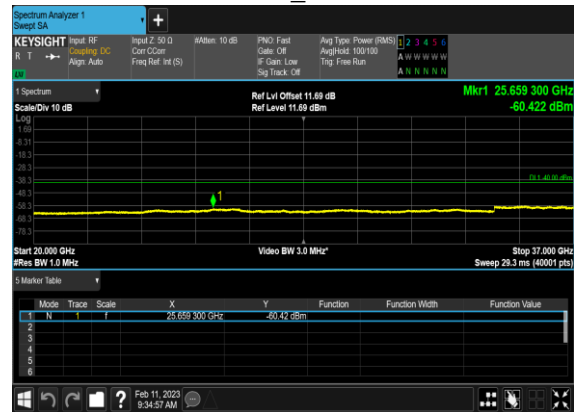 Spectrum Analyzer 1
Swept SA
+
KEYSIGHT Input: RF Input Z: 50 Ω #Atten: 10 dB PNO: Fast Avg Type: Power (RMS) 1 2 3 4 5 6
R T Coupling: DC Corr CCorr Gate: Off Avg|Hold: 100/100 A W W W W W
Align: Auto Freq Ref: Int (S) IF Gain: Low Trig: Free Run
Sig Track: Off A N N N N N
1 Spectrum Ref Lvl Offset 11.69 dB Mkr1 25.659 300 GHz
Scale/Div 10 dB Ref Level 11.69 dBm -60.422 dBm
Log
1.69
-8.31
-18.3
-28.3
-38.3 DL1 -40.00 dBm
-48.3
1
-58.3
-68.3
-78.3
Start 20.000 GHz Video BW 3.0 MHz* Stop 37.000 GHz
#Res BW 1.0 MHz Sweep 29.3 ms (40001 pts)
5 Marker Table
Mode Trace Scale X Y Function Function Width Function Value
1 N 1 f 25.659 300 GHz -60.42 dBm
2
3
4
5
6
? Feb 11, 2023
9:34:57 AM